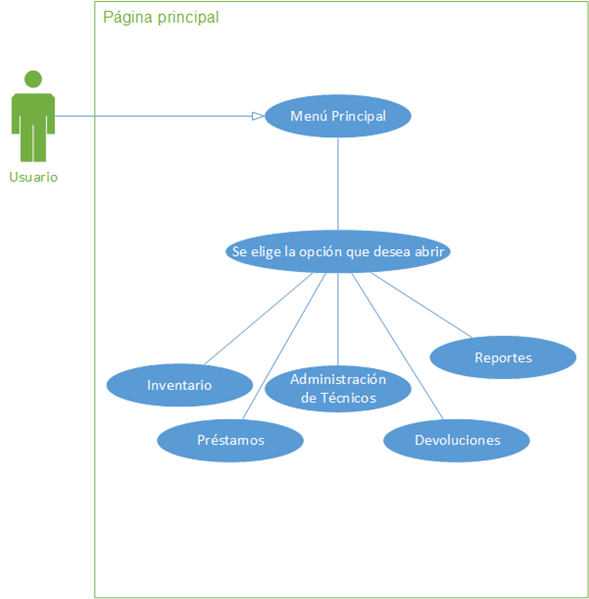 Página principal
Menú Principal
Usuario
Se elige la opción que desea abrir
Reportes
Inventario
Administración
de Técnicos
Préstamos
Devoluciones